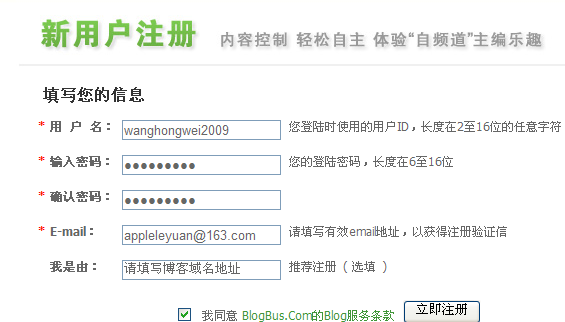 新用户注册 内容控制 轻松自主 体验“自频道”主编乐趣
填写您的信息
* 用 户 名： wanghongwei2009 您登陆时使用的用户ID，长度在2至16位的任意字符
* 输入密码： ●●●●●●●●● 您的登陆密码，长度在6至16位
* 确认密码： ●●●●●●●●●
* E-mail： appleleyuan@163.com 请填写有效email地址，以获得注册验证信
我是由： 请填写博客域名地址 推荐注册（选填 ）
我同意 BlogBus.Com的Blog服务条款 立即注册